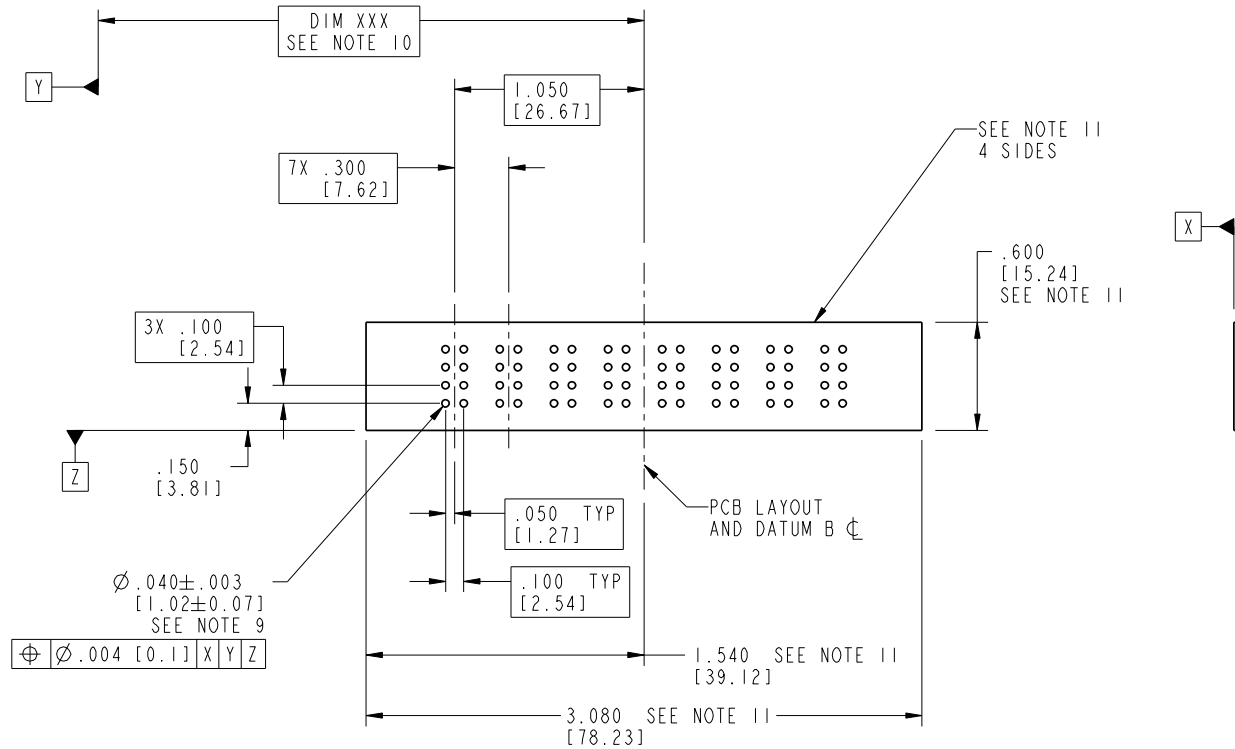 DIM XXX
SEE NOTE 10
Y
1.050
[26.67]
SEE NOTE 11
4 SIDES
7X .300
[7.62]
X
.600
[15.24]
SEE NOTE 11
3X .100
[2.54]
Z
.150
[3.81]
PCB LAYOUT
AND DATUM B ℄
.050 TYP
[1.27]
.100 TYP
[2.54]
Ø.040±.003
[1.02±0.07]
SEE NOTE 9
⌖ Ø.004 [0.1] X Y Z
1.540 SEE NOTE 11
[39.12]
3.080 SEE NOTE 11
[78.23]